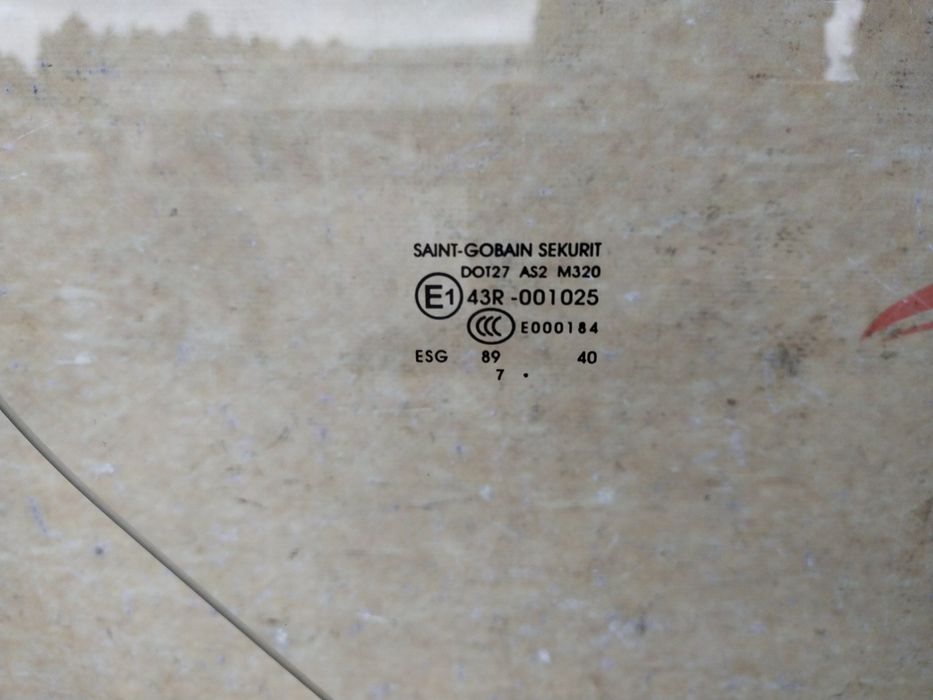 SAINT-GOBAIN SEKURIT
DOT27 AS2 M320
E1 43R -001025
CCC E000184
ESG 89 40
7 .